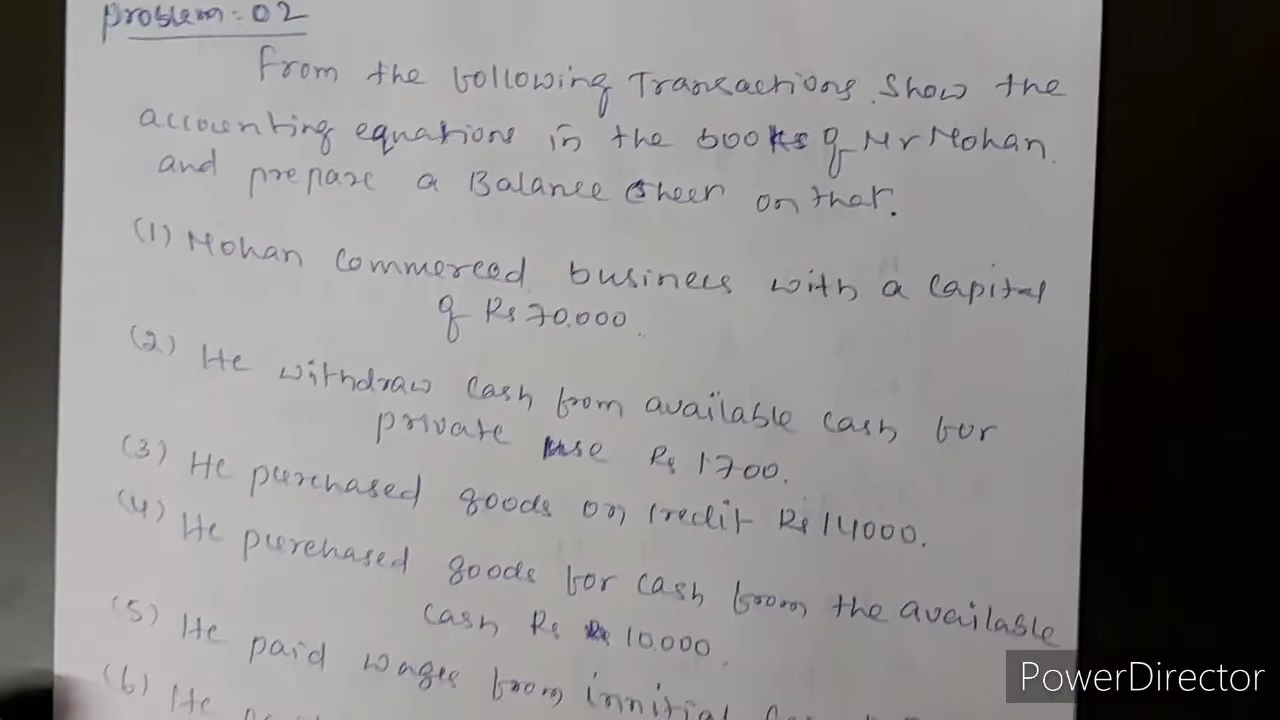 Problem: 02
From the following Transactions. Show the
accounting equations in the books of Mr Mohan.
and prepare a Balance Sheet on that.
(1) Mohan commenced business with a capital
of Rs 70.000.
(2) He withdraw cash from available cash for
private use Rs 1700.
(3) He purchased goods on credit Rs 14000.
(4) He purchased goods for cash from the available
cash Rs 10.000.
(5) He paid wages from innitial
(6) He
PowerDirector